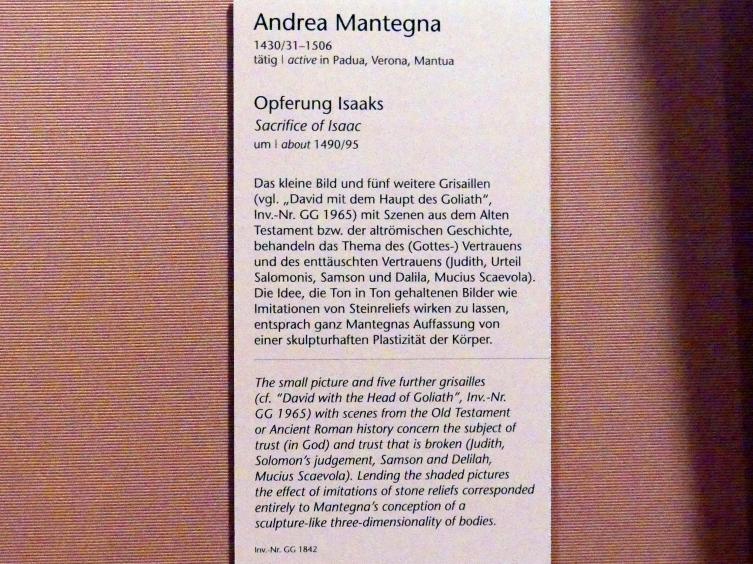 Andrea Mantegna
1430/31–1506
tätig | active in Padua, Verona, Mantua
Opferung Isaaks
Sacrifice of Isaac
um | about 1490/95
Das kleine Bild und fünf weitere Grisaillen
(vgl. „David mit dem Haupt des Goliath“,
Inv.-Nr. GG 1965) mit Szenen aus dem Alten
Testament bzw. der altrömischen Geschichte,
behandeln das Thema des (Gottes-) Vertrauens
und des enttäuschten Vertrauens (Judith, Urteil
Salomonis, Samson und Dalila, Mucius Scaevola).
Die Idee, die Ton in Ton gehaltenen Bilder wie
Imitationen von Steinreliefs wirken zu lassen,
entsprach ganz Mantegnas Auffassung von
einer skulpturhaften Plastizität der Körper.
The small picture and five further grisailles
(cf. “David with the Head of Goliath”, Inv.-Nr.
GG 1965) with scenes from the Old Testament
or Ancient Roman history concern the subject of
trust (in God) and trust that is broken (Judith,
Solomon’s judgement, Samson and Delilah,
Mucius Scaevola). Lending the shaded pictures
the effect of imitations of stone reliefs corresponded
entirely to Mantegna’s conception of a
sculpture-like three-dimensionality of bodies.
Inv.-Nr. GG 1842